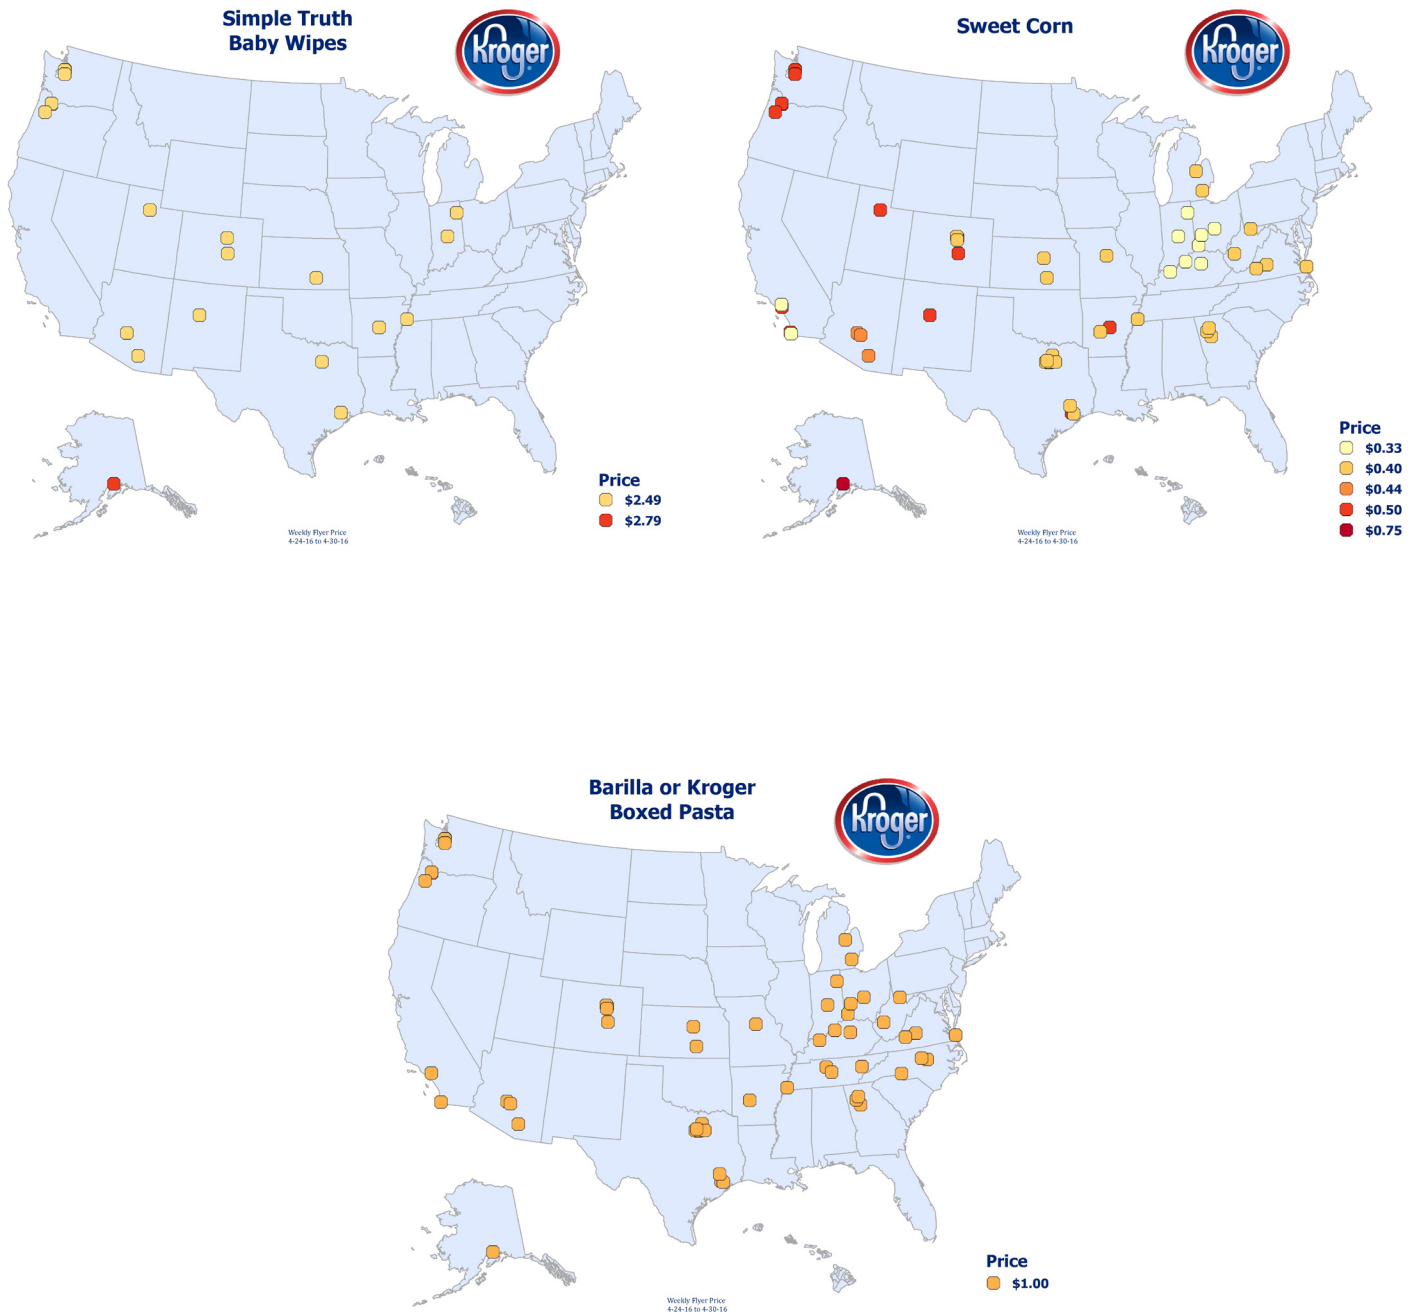 Simple Truth
Baby Wipes
Kroger
Price
$2.49
$2.79
Weekly Flyer Price
4-24-16 to 4-30-16
Sweet Corn
Kroger
Price
$0.33
$0.40
$0.44
$0.50
$0.75
Weekly Flyer Price
4-24-16 to 4-30-16
Barilla or Kroger
Boxed Pasta
Kroger
Price
$1.00
Weekly Flyer Price
4-24-16 to 4-30-16